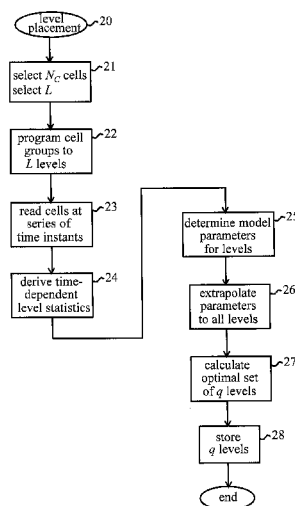 level
placement
20
select N_C cells
select L
21
program cell
groups to
L levels
22
read cells at
series of
time instants
23
derive time-
dependent
level statistics
24
determine model
parameters
for levels
25
extrapolate
parameters
to all levels
26
calculate
optimal set
of q levels
27
store
q levels
28
end